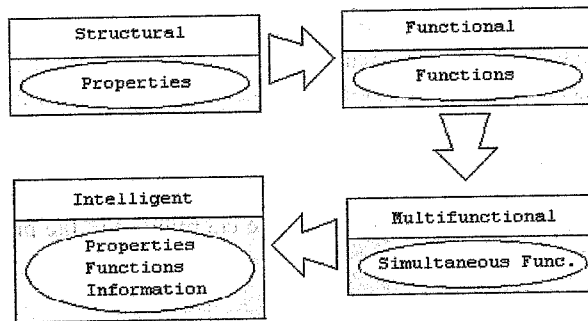 Structural
Properties
Functional
Functions
Multifunctional
Simultaneous Func.
Intelligent
Properties
Functions
Information